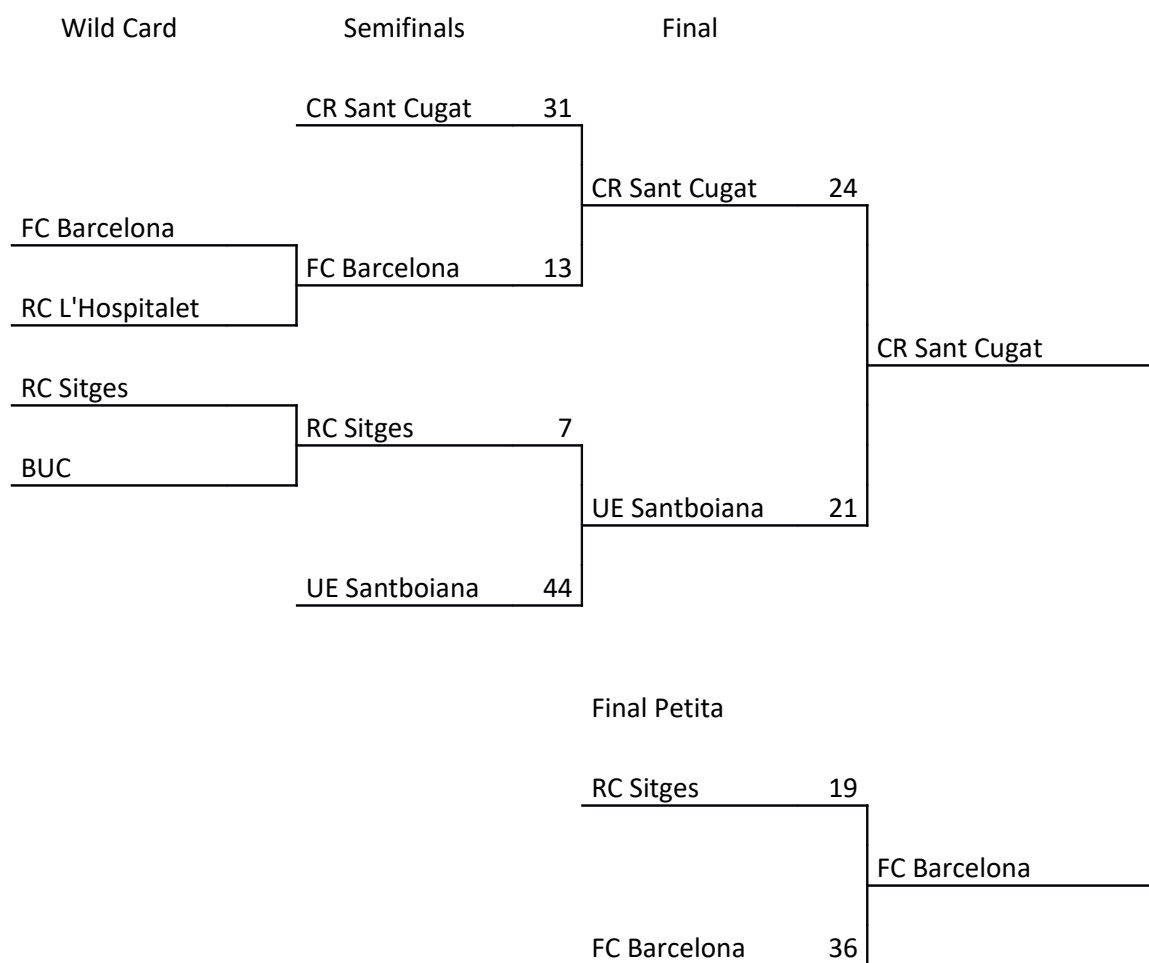 Wild Card Semifinals Final
CR Sant Cugat 31
CR Sant Cugat 24
FC Barcelona
FC Barcelona 13
RC L'Hospitalet
CR Sant Cugat
RC Sitges
RC Sitges 7
BUC
UE Santboiana 21
UE Santboiana 44
Final Petita
RC Sitges 19
FC Barcelona
FC Barcelona 36